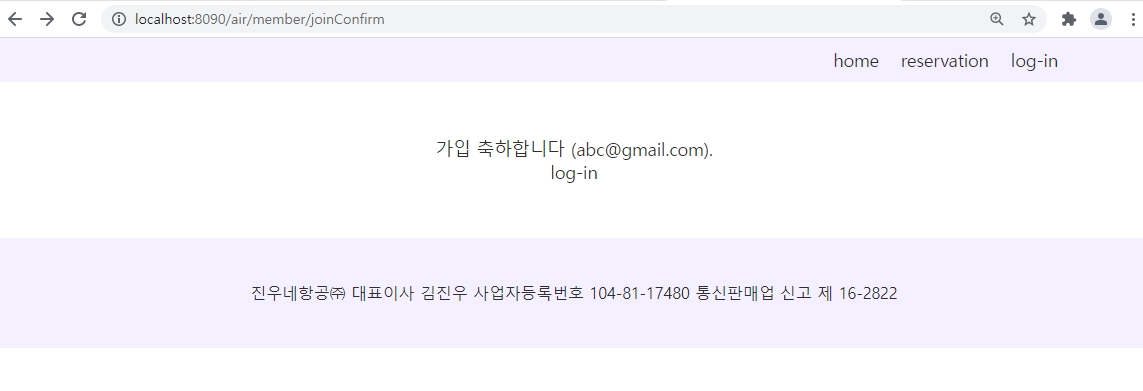 localhost:8090/air/member/joinConfirm
home reservation log-in
가입 축하합니다 (abc@gmail.com).
log-in
진우네항공㈜ 대표이사 김진우 사업자등록번호 104-81-17480 통신판매업 신고 제 16-2822